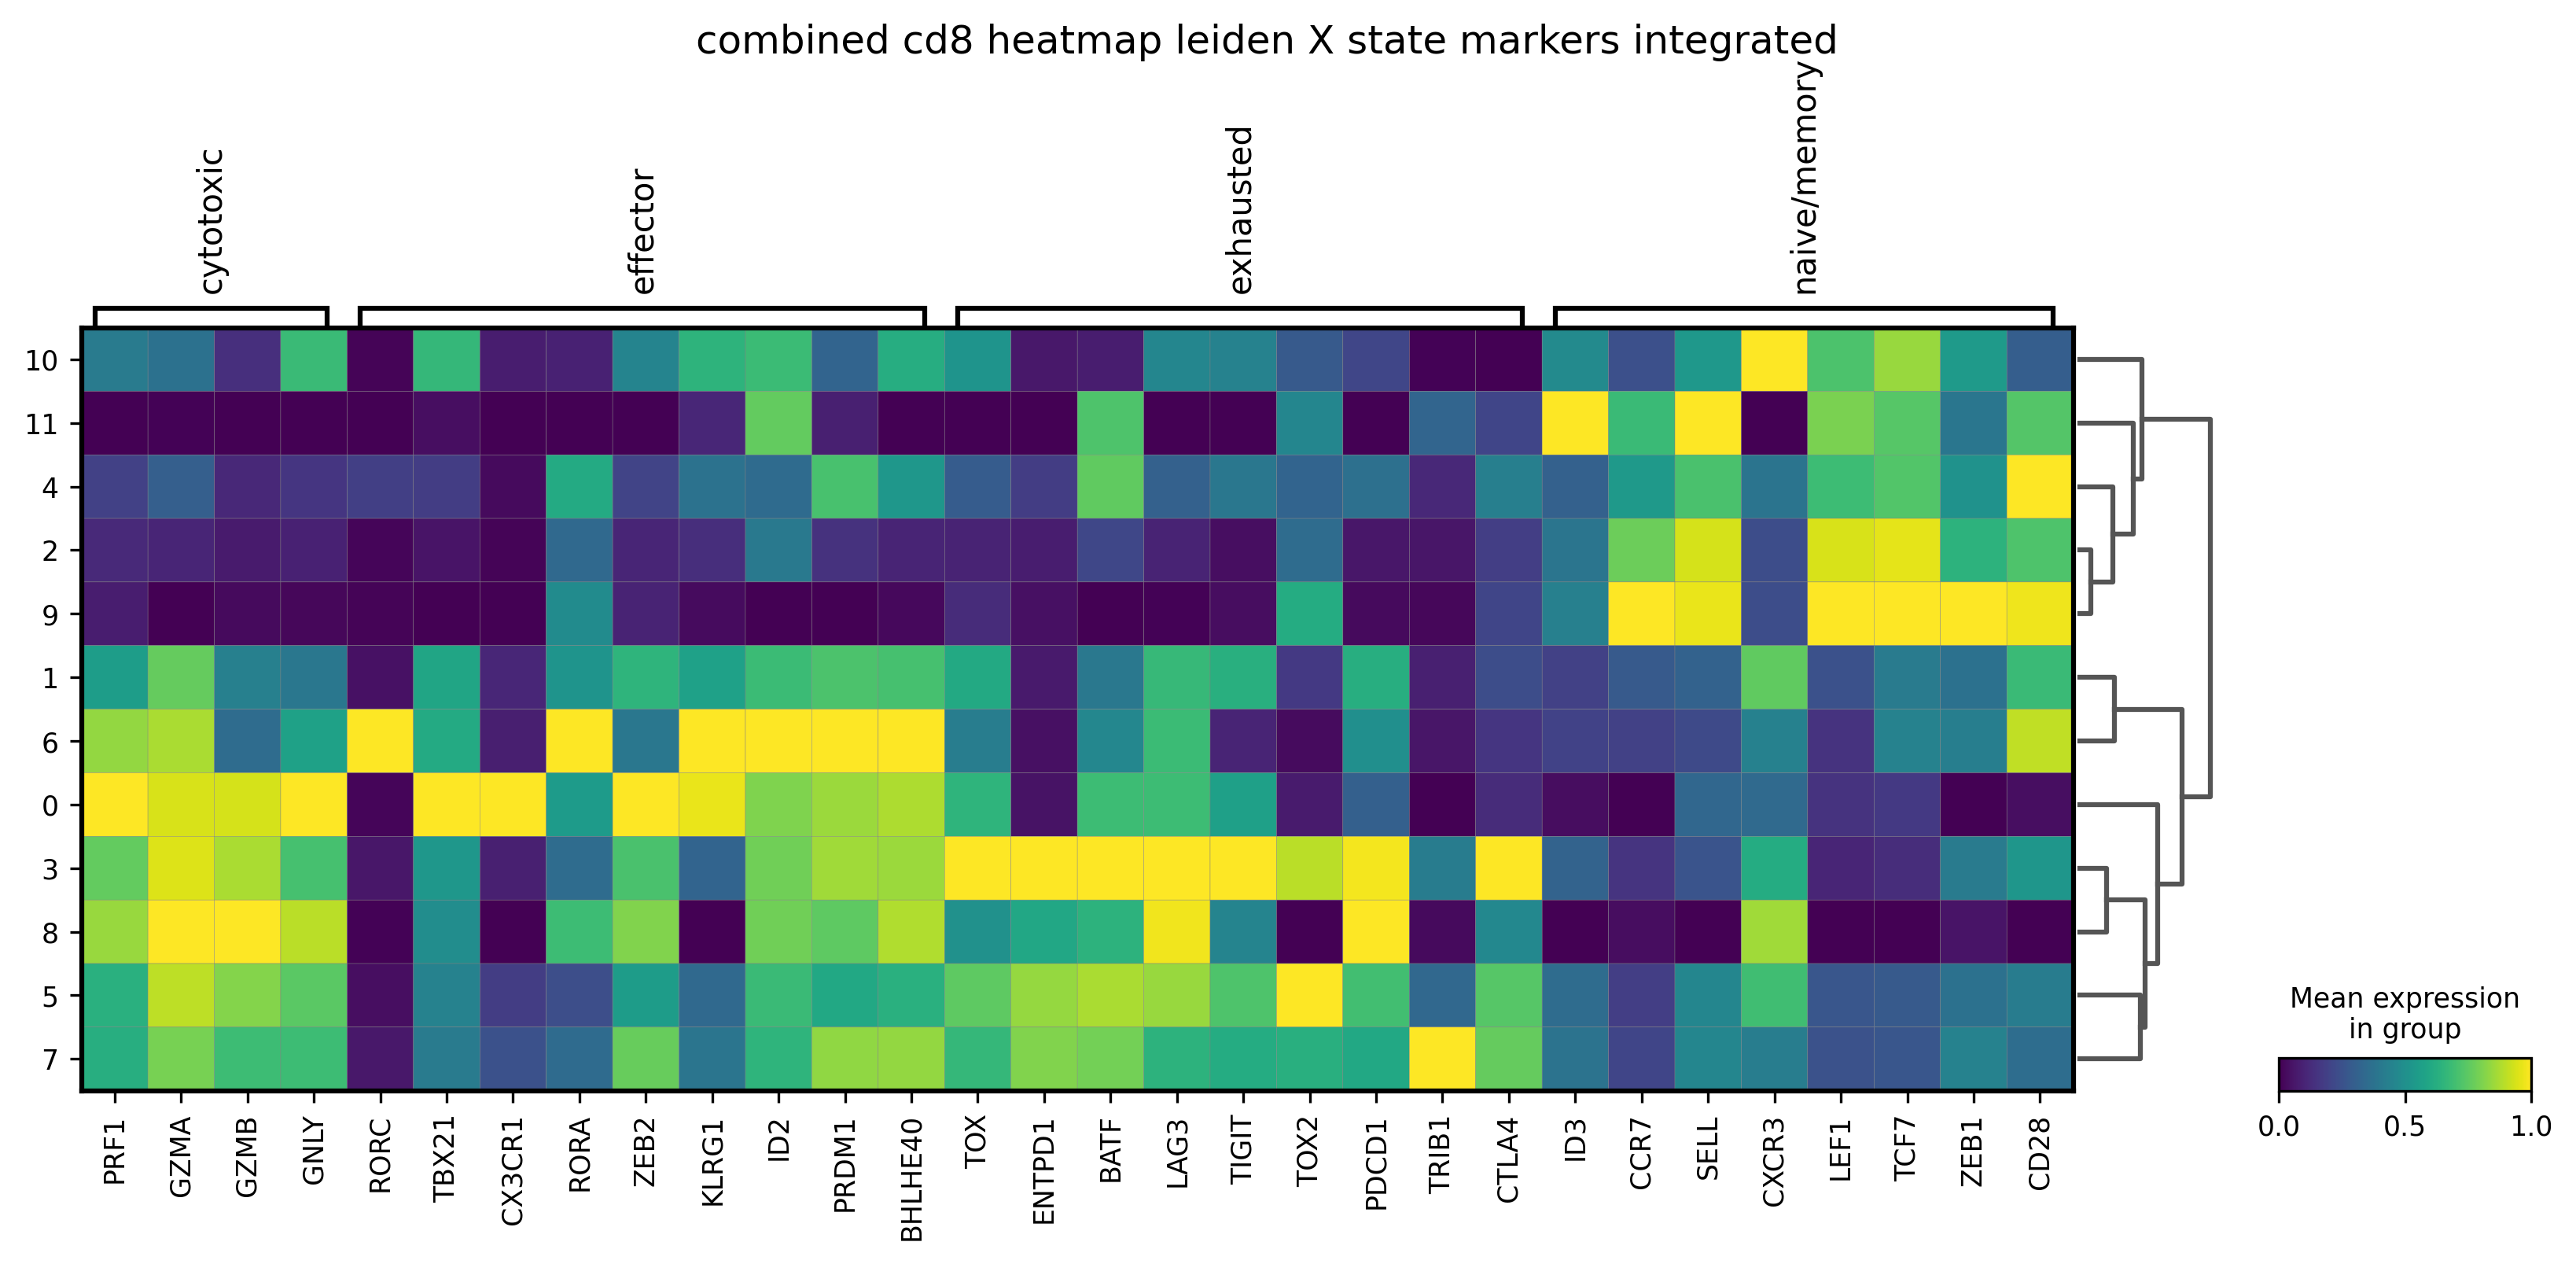 combined cd8 heatmap leiden X state markers integrated
cytotoxic
effector
exhausted
naive/memory
10
11
4
2
9
1
6
0
3
8
5
7
PRF1
GZMA
GZMB
GNLY
RORC
TBX21
CX3CR1
RORA
ZEB2
KLRG1
ID2
PRDM1
BHLHE40
TOX
ENTPD1
BATF
LAG3
TIGIT
TOX2
PDCD1
TRIB1
CTLA4
ID3
CCR7
SELL
CXCR3
LEF1
TCF7
ZEB1
CD28
Mean expression
in group
0.0 0.5 1.0